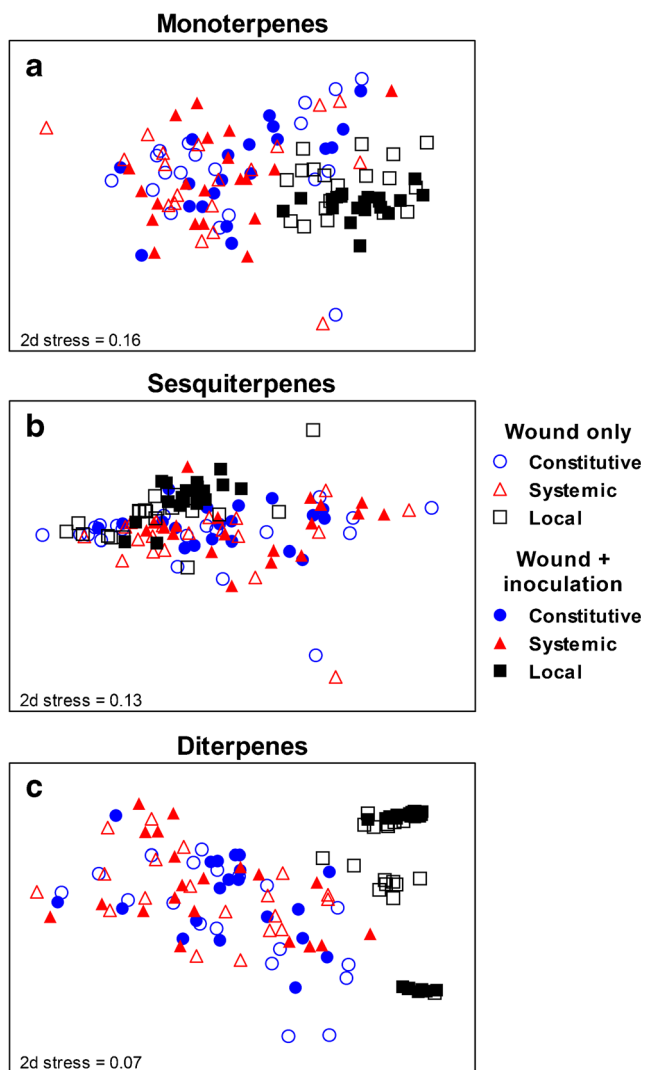 Monoterpenes
a
2d stress = 0.16
Sesquiterpenes
b
2d stress = 0.13
Wound only
Constitutive
Systemic
Local
Wound +
inoculation
Constitutive
Systemic
Local
Diterpenes
c
2d stress = 0.07